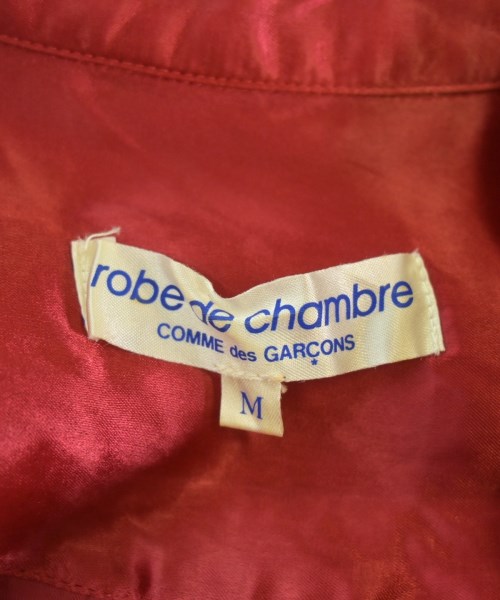 robe de chambre
COMME des GARÇONS
*
M